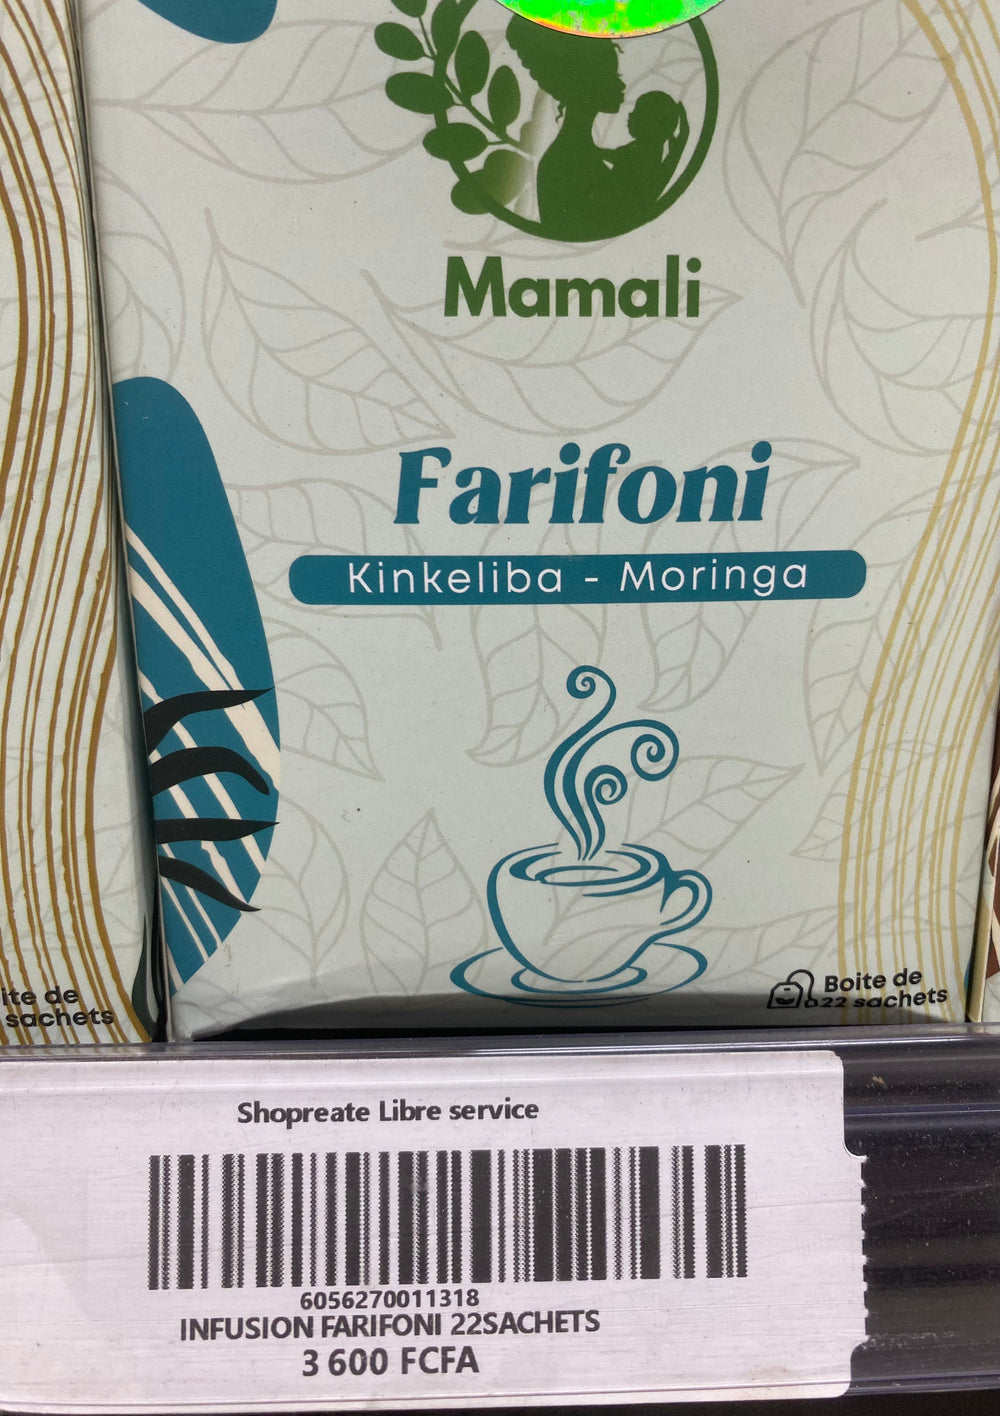 Mamali
Farifoni
Kinkeliba - Moringa
Boite de
22 sachets
ite de
sachets
Shopreate Libre service
6056270011318
INFUSION FARIFONI 22SACHETS
3 600 FCFA